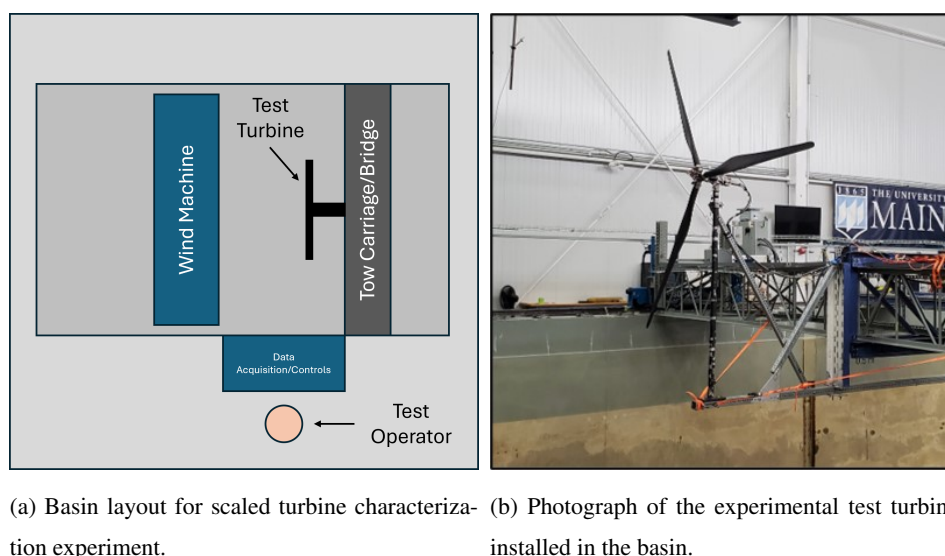 Test
Turbine
Wind Machine
Tow Carriage/Bridge
Data
Acquisition/Controls
Test
Operator
1865
THE UNIVERSITY
MAIN
(a) Basin layout for scaled turbine characteriza-
tion experiment.
(b) Photograph of the experimental test turbin
installed in the basin.